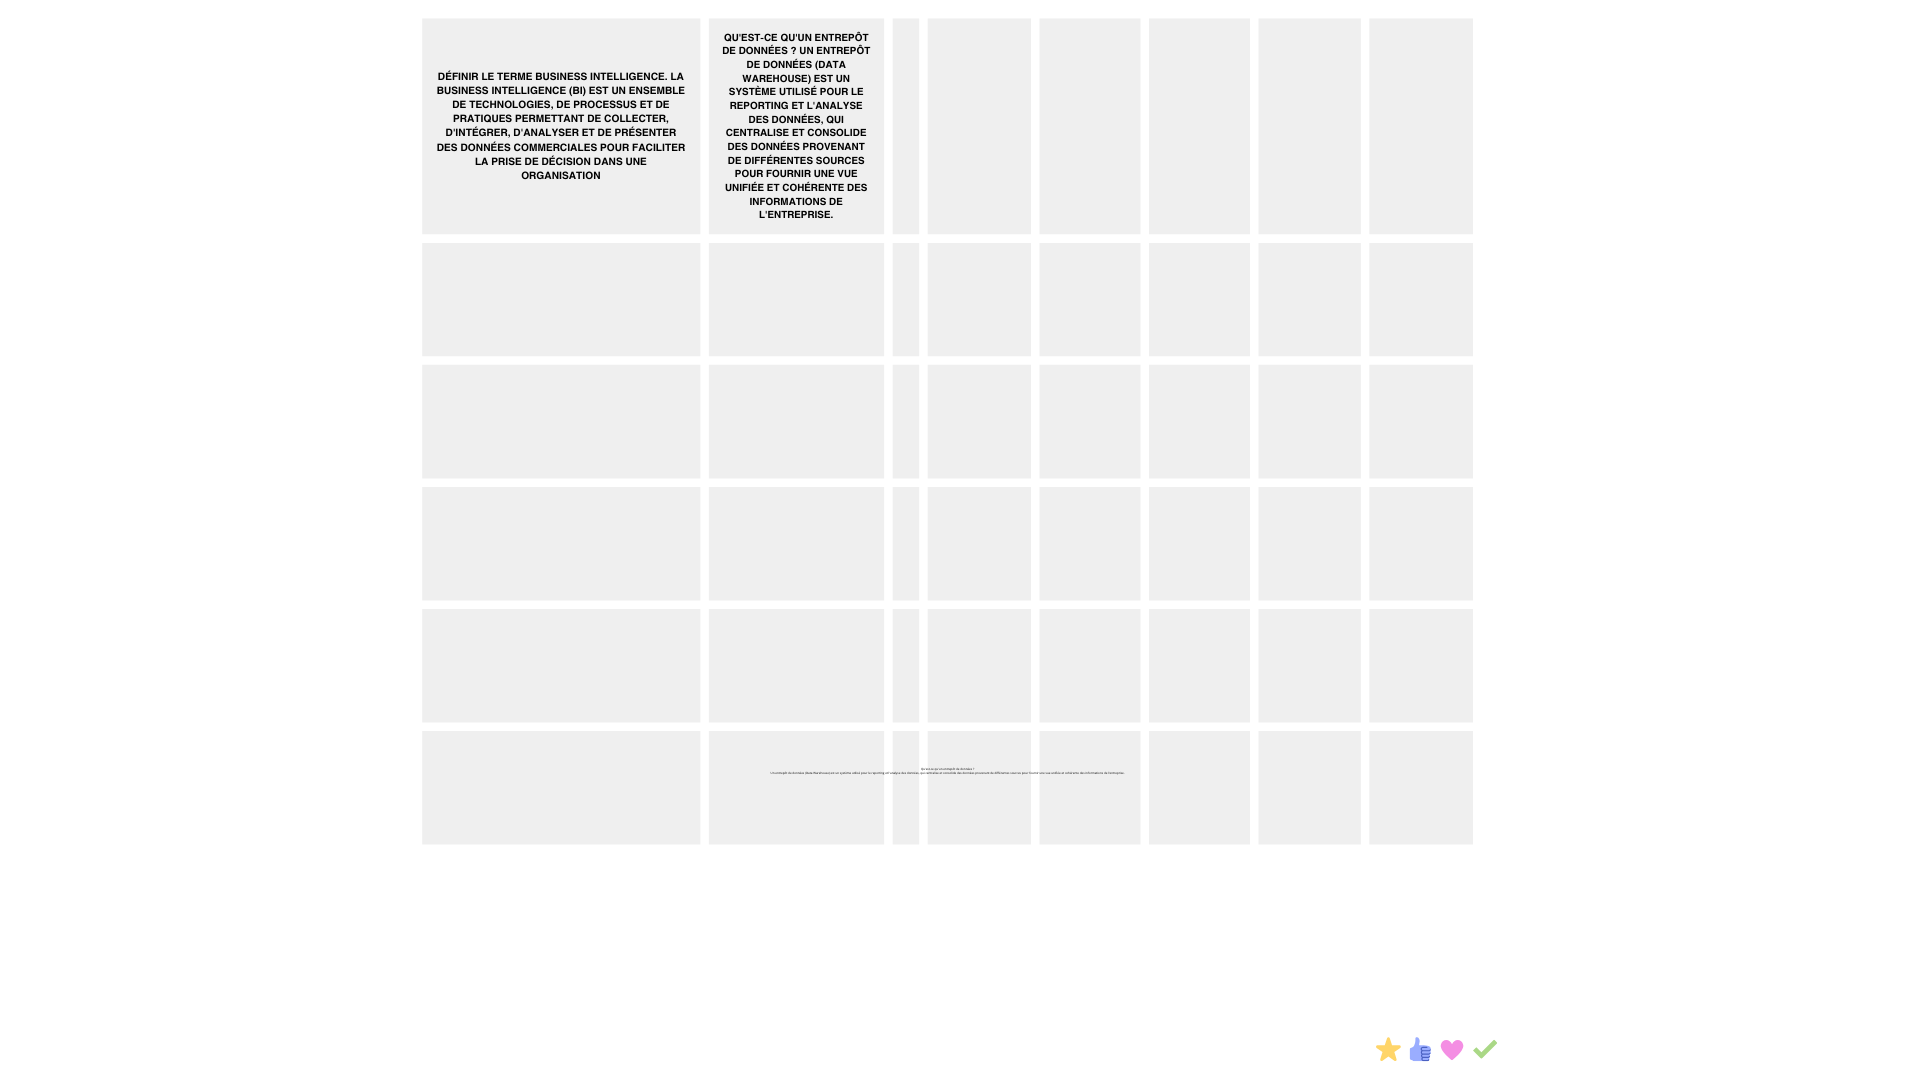 DÉFINIR LE TERME BUSINESS INTELLIGENCE. LA
BUSINESS INTELLIGENCE (BI) EST UN ENSEMBLE
DE TECHNOLOGIES, DE PROCESSUS ET DE
PRATIQUES PERMETTANT DE COLLECTER,
D'INTÉGRER, D'ANALYSER ET DE PRÉSENTER
DES DONNÉES COMMERCIALES POUR FACILITER
LA PRISE DE DÉCISION DANS UNE
ORGANISATION
QU'EST-CE QU'UN ENTREPÔT
DE DONNÉES ? UN ENTREPÔT
DE DONNÉES (DATA
WAREHOUSE) EST UN
SYSTÈME UTILISÉ POUR LE
REPORTING ET L'ANALYSE
DES DONNÉES, QUI
CENTRALISE ET CONSOLIDE
DES DONNÉES PROVENANT
DE DIFFÉRENTES SOURCES
POUR FOURNIR UNE VUE
UNIFIÉE ET COHÉRENTE DES
INFORMATIONS DE
L'ENTREPRISE.